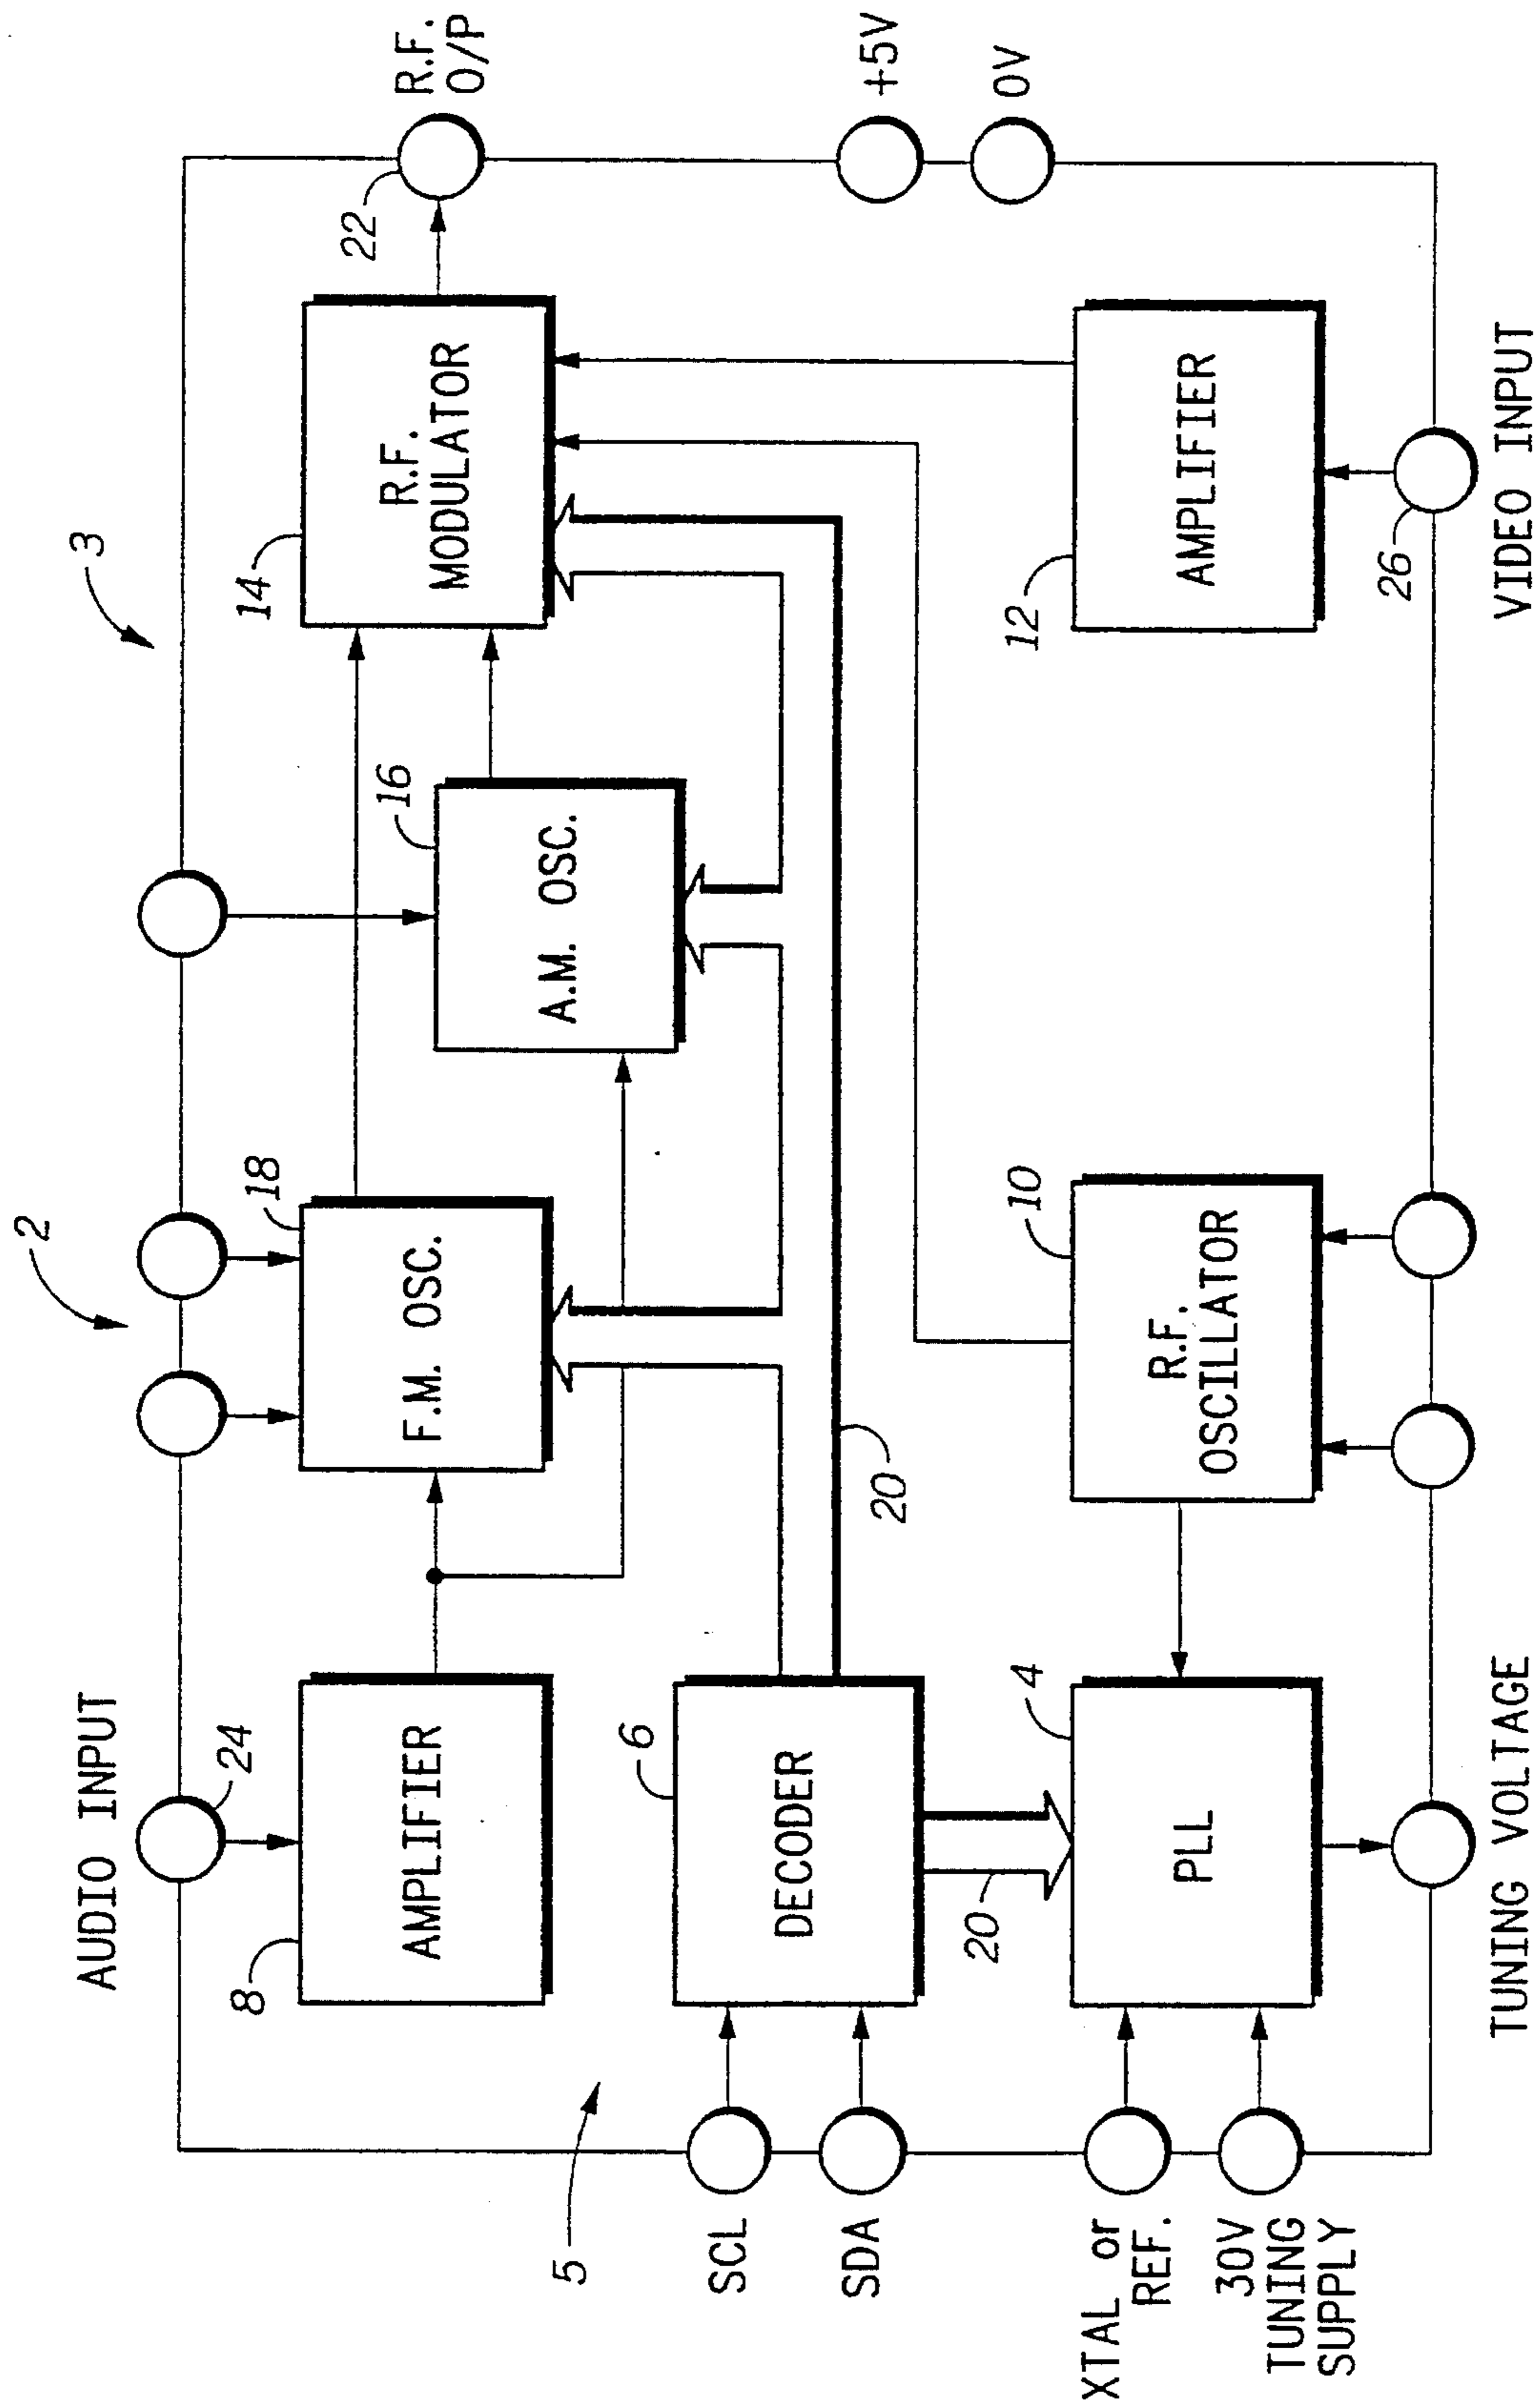 2
3
AUDIO INPUT
24
18
16
14
22
R.F.
O/P
8
AMPLIFIER
F.M. OSC.
A.M. OSC.
R.F.
MODULATOR
5
SCL
SDA
6
DECODER
20
20
+5V
0V
XTAL or
REF.
30V
TUNING
SUPPLY
4
PLL
10
R.F.
OSCILLATOR
12
AMPLIFIER
26
TUNING VOLTAGE
VIDEO INPUT